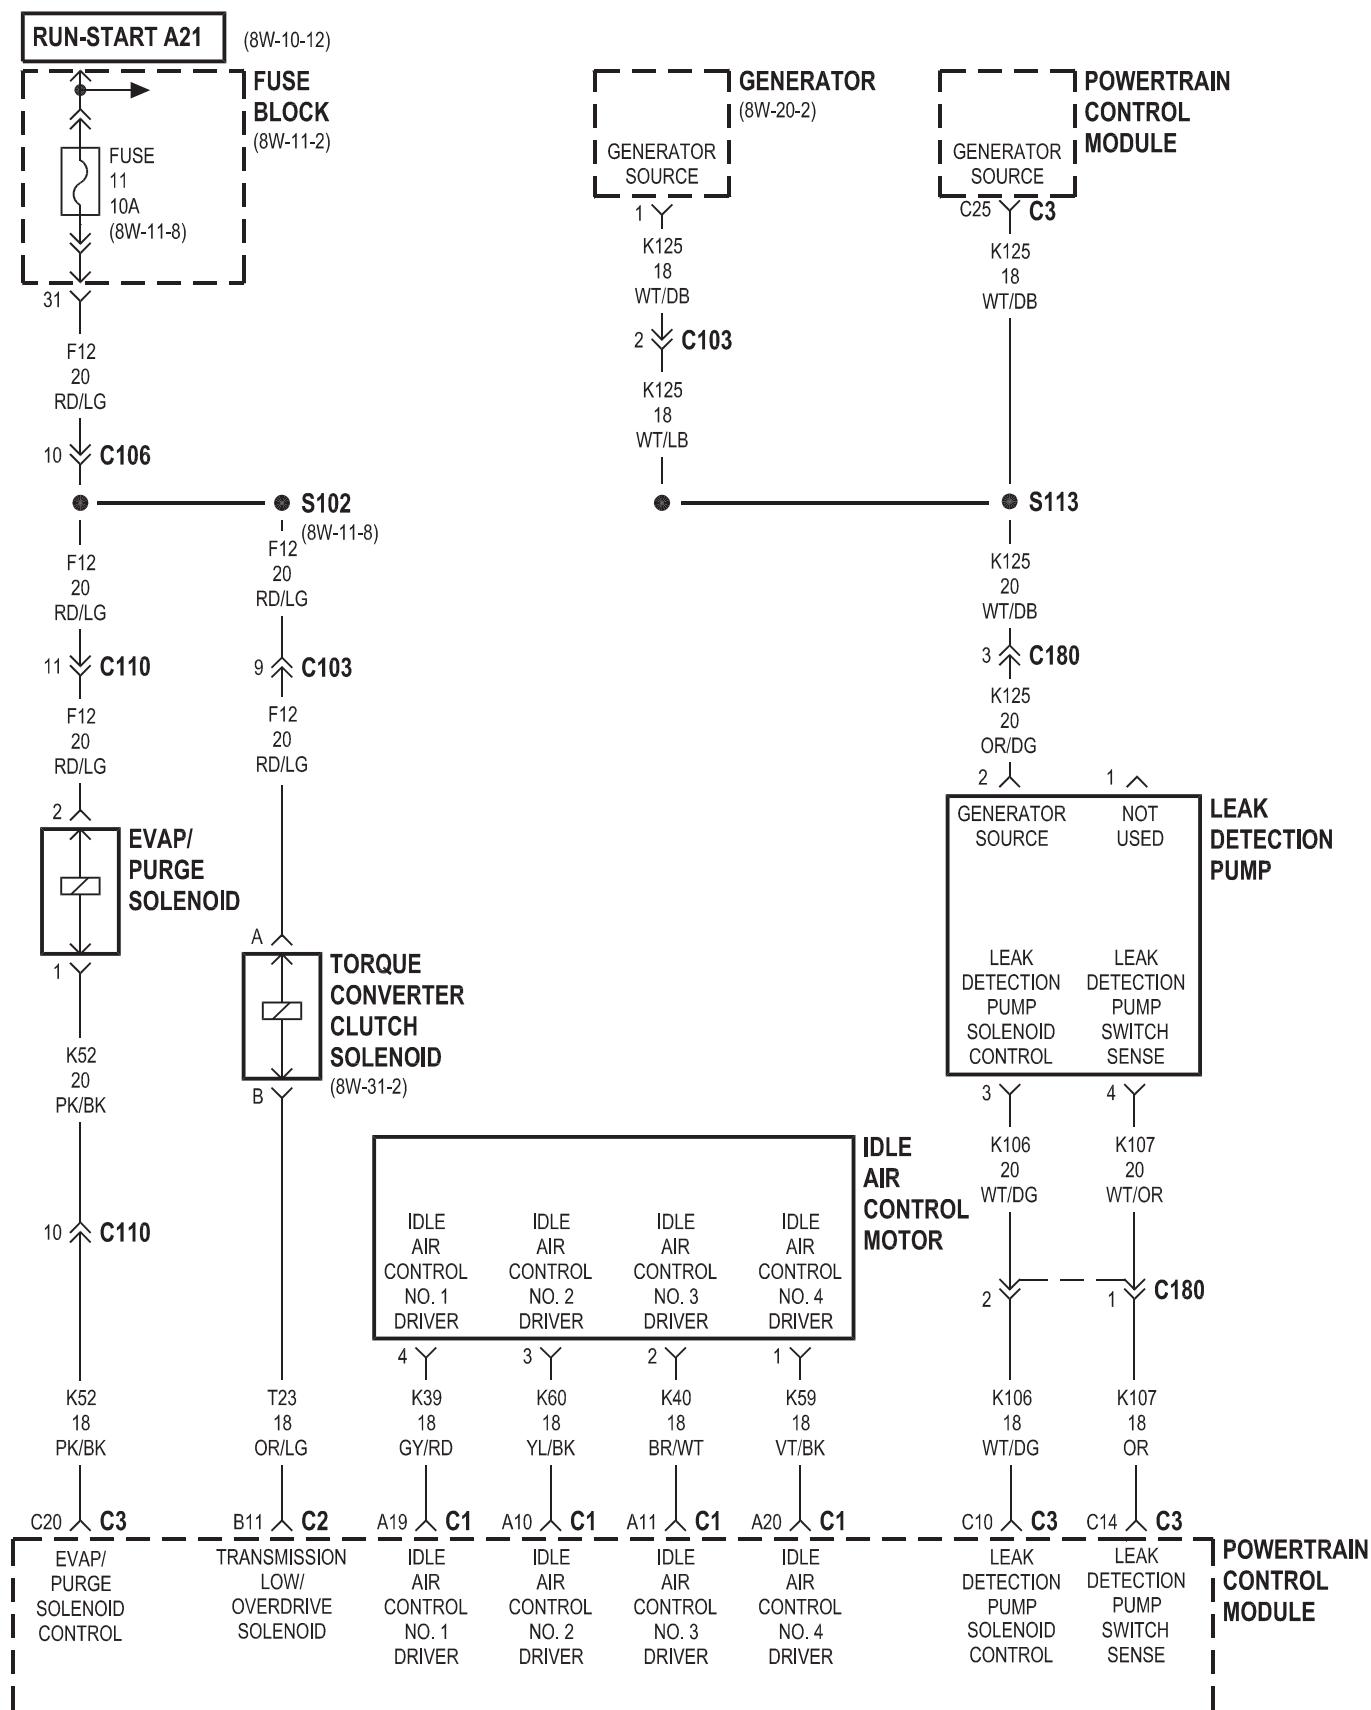 RUN-START A21
(8W-10-12)
FUSE
BLOCK
(8W-11-2)
FUSE
11
10A
(8W-11-8)
31
F12
20
RD/LG
10
C106
S102
(8W-11-8)
F12
20
RD/LG
11
C110
F12
20
RD/LG
2
EVAP/
PURGE
SOLENOID
1
K52
20
PK/BK
10
C110
K52
18
PK/BK
C20
C3
F12
20
RD/LG
9
C103
F12
20
RD/LG
A
TORQUE
CONVERTER
CLUTCH
SOLENOID
(8W-31-2)
B
T23
18
OR/LG
B11
C2
GENERATOR
(8W-20-2)
GENERATOR
SOURCE
1
K125
18
WT/DB
2
C103
K125
18
WT/LB
POWERTRAIN
CONTROL
MODULE
GENERATOR
SOURCE
C25
C3
K125
18
WT/DB
S113
K125
20
WT/DB
3
C180
K125
20
OR/DG
2
1
GENERATOR
SOURCE
NOT
USED
LEAK
DETECTION
PUMP
LEAK
DETECTION
PUMP
SOLENOID
CONTROL
LEAK
DETECTION
PUMP
SWITCH
SENSE
3
4
K106
20
WT/DG
K107
20
WT/OR
2
1
C180
K106
18
WT/DG
K107
18
OR
C10
C3
C14
C3
IDLE
AIR
CONTROL
MOTOR
IDLE
AIR
CONTROL
NO. 1
DRIVER
IDLE
AIR
CONTROL
NO. 2
DRIVER
IDLE
AIR
CONTROL
NO. 3
DRIVER
IDLE
AIR
CONTROL
NO. 4
DRIVER
4
3
2
1
K39
18
GY/RD
K60
18
YL/BK
K40
18
BR/WT
K59
18
VT/BK
A19
C1
A10
C1
A11
C1
A20
C1
EVAP/
PURGE
SOLENOID
CONTROL
TRANSMISSION
LOW/
OVERDRIVE
SOLENOID
IDLE
AIR
CONTROL
NO. 1
DRIVER
IDLE
AIR
CONTROL
NO. 2
DRIVER
IDLE
AIR
CONTROL
NO. 3
DRIVER
IDLE
AIR
CONTROL
NO. 4
DRIVER
LEAK
DETECTION
PUMP
SOLENOID
CONTROL
LEAK
DETECTION
PUMP
SWITCH
SENSE
POWERTRAIN
CONTROL
MODULE